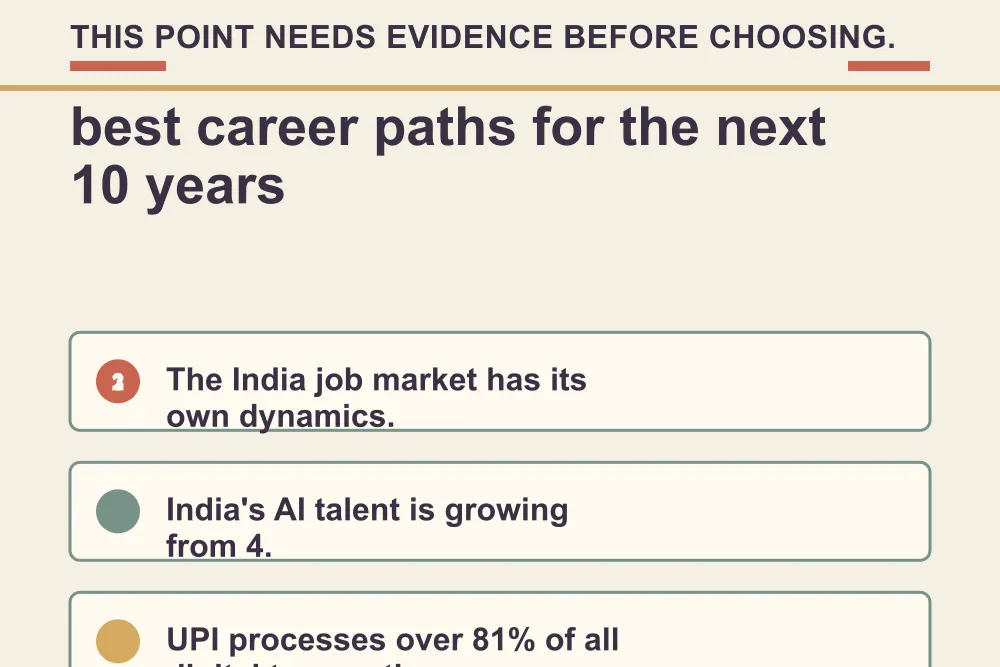 THIS POINT NEEDS EVIDENCE BEFORE CHOOSING.
best career paths for the next
10 years
The India job market has its
own dynamics.
India's AI talent is growing
from 4.
UPI processes over 81% of all